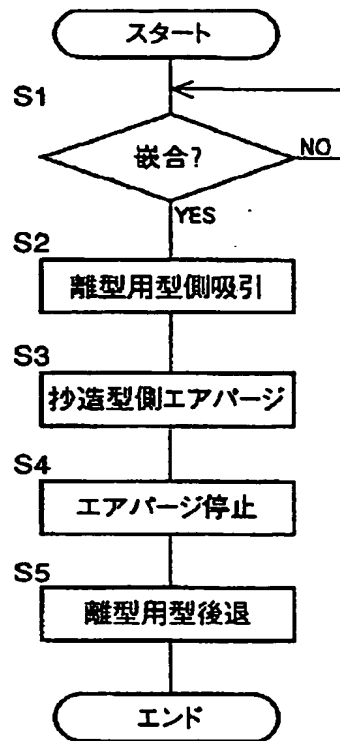 スタート
S1
嵌合?
NO
YES
S2
離型用型側吸引
S3
抄造型側エアパージ
S4
エアパージ停止
S5
離型用型後退
エンド